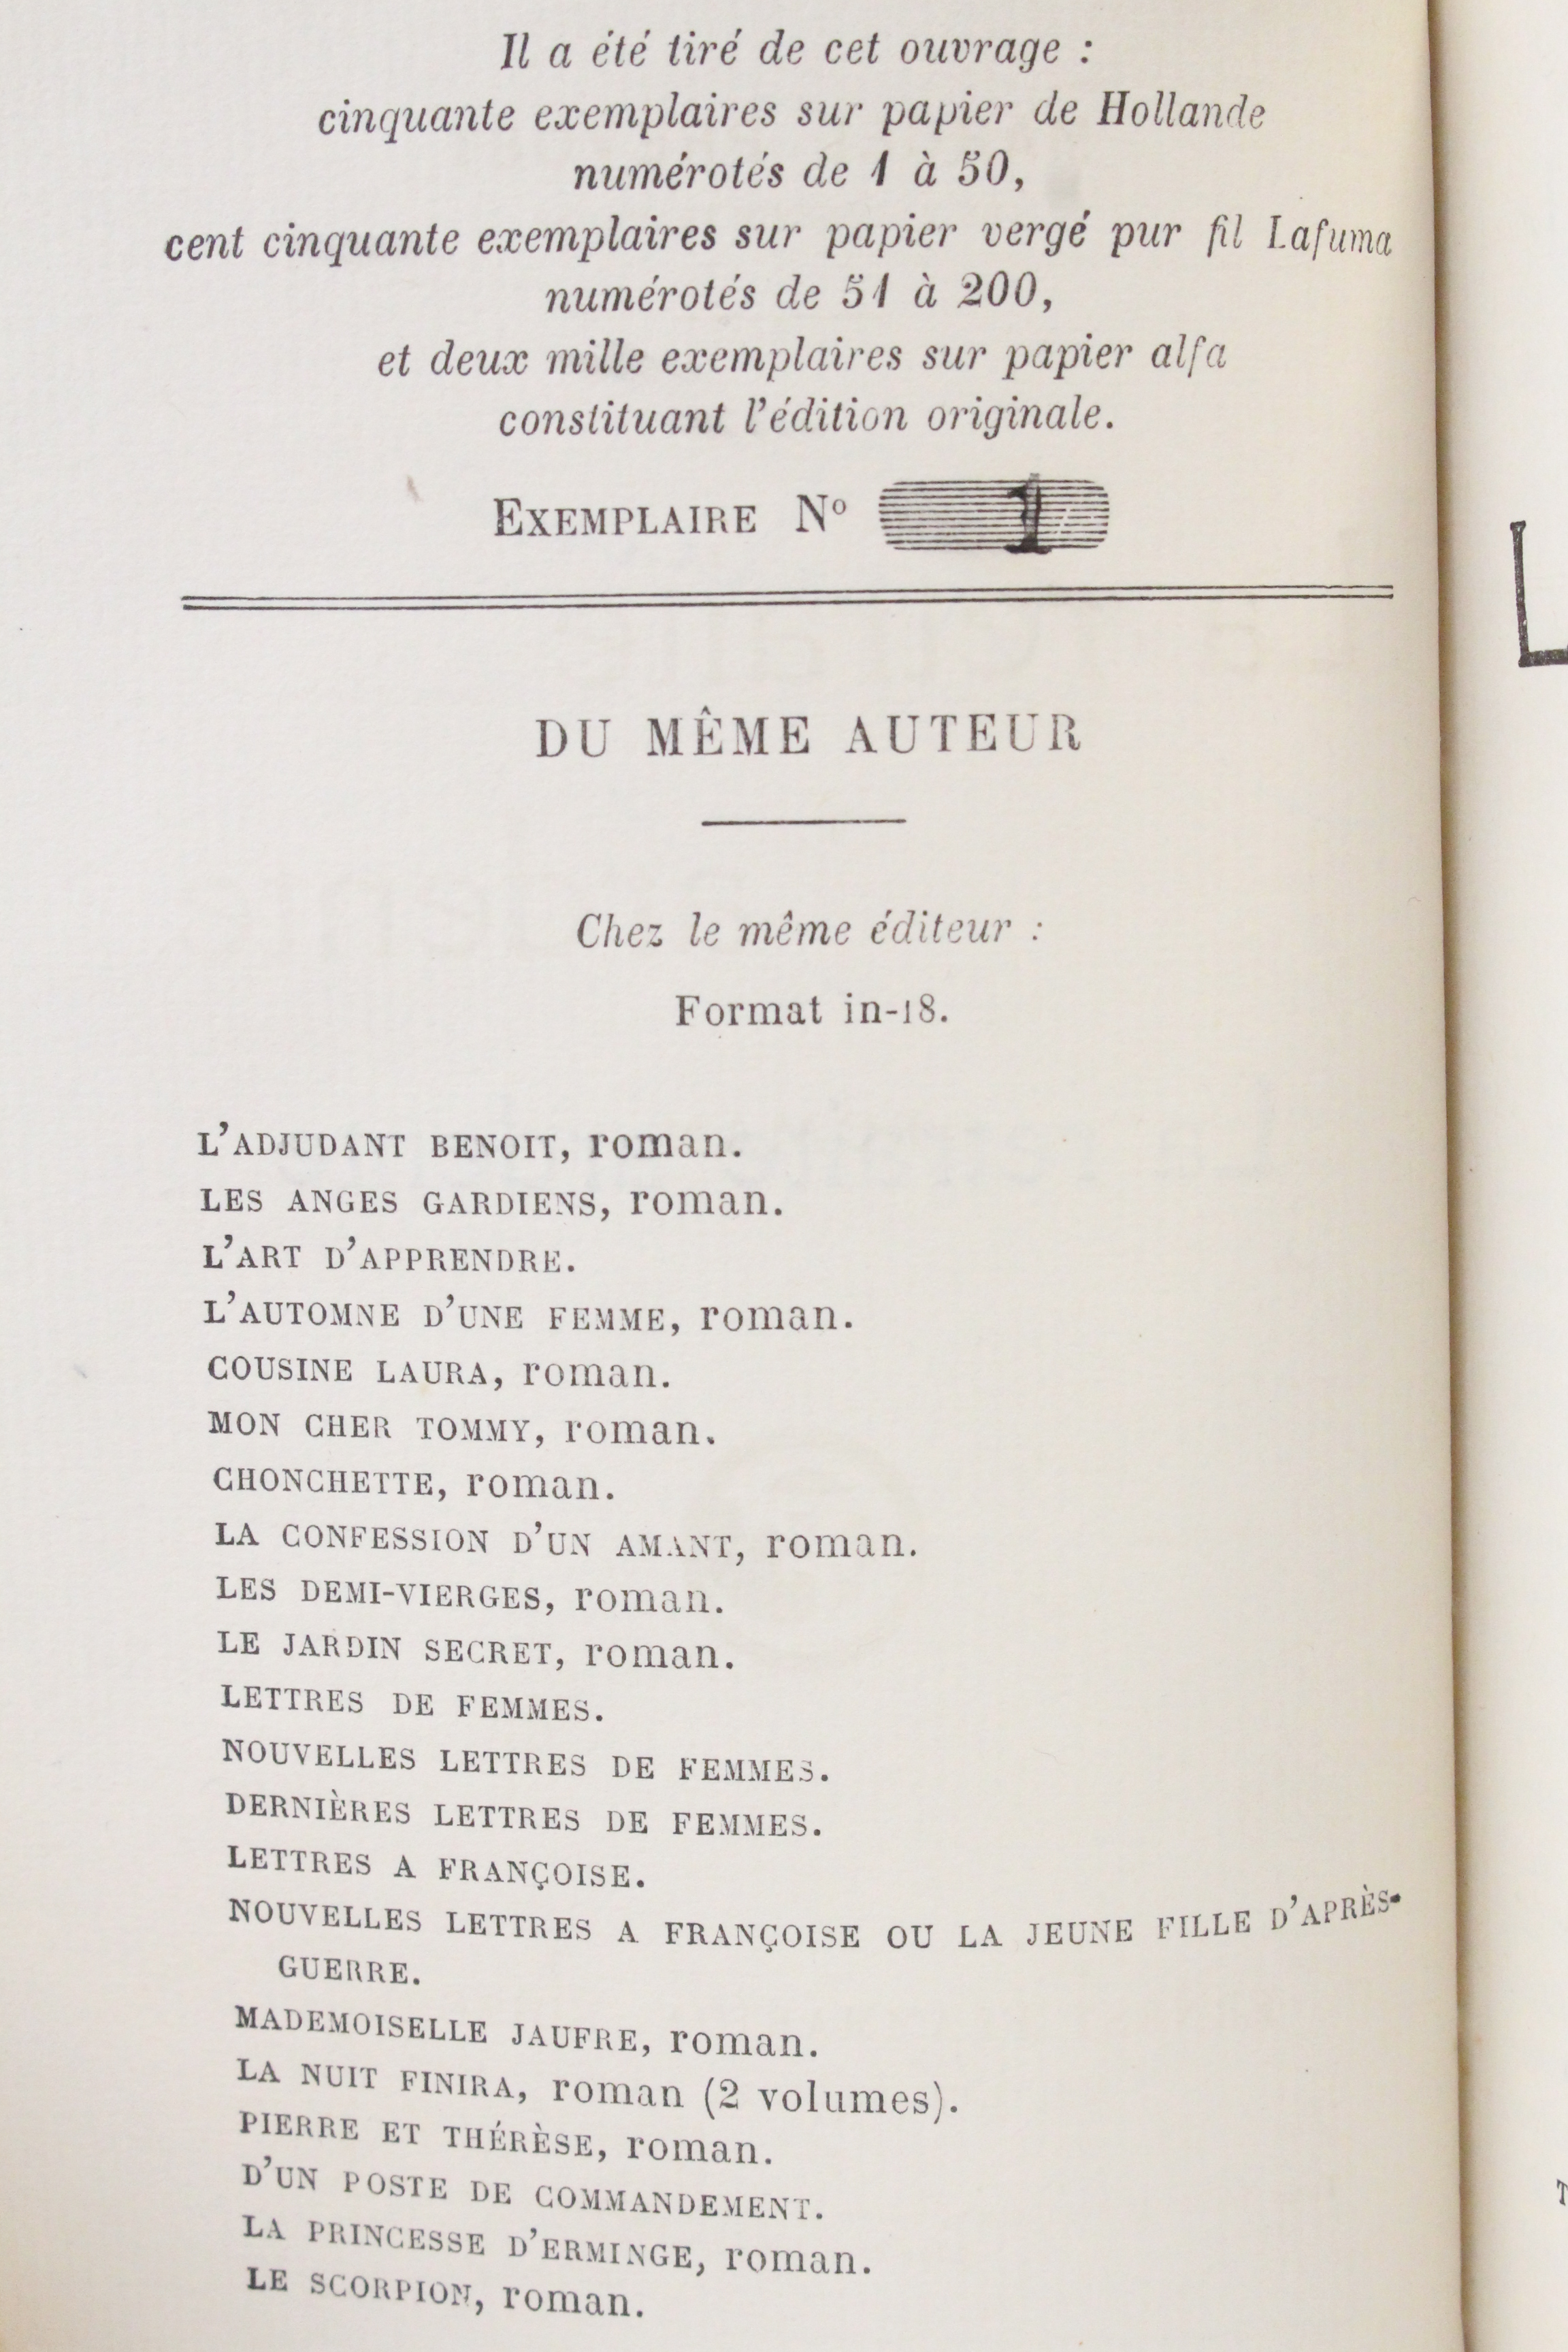 Il a été tiré de cet ouvrage :
cinquante exemplaires sur papier de Hollande
numérotés de 1 à 50,
cent cinquante exemplaires sur papier vergé pur fil Lafuma
numérotés de 51 à 200,
et deux mille exemplaires sur papier alfa
constituant l'édition originale.
EXEMPLAIRE Nº 1
DU MÊME AUTEUR
Chez le même éditeur :
Format in-18.
L'ADJUDANT BENOIT, roman.
LES ANGES GARDIENS, roman.
L'ART D'APPRENDRE.
L'AUTOMNE D'UNE FEMME, roman.
COUSINE LAURA, roman.
MON CHER TOMMY, roman.
CHONCHETTE, roman.
LA CONFESSION D'UN AMANT, roman.
LES DEMI-VIERGES, roman.
LE JARDIN SECRET, roman.
LETTRES DE FEMMES.
NOUVELLES LETTRES DE FEMMES.
DERNIÈRES LETTRES DE FEMMES.
LETTRES A FRANÇOISE.
NOUVELLES LETTRES A FRANÇOISE OU LA JEUNE FILLE D'APRÈS-
GUERRE.
MADEMOISELLE JAUFRE, roman.
LA NUIT FINIRA, roman (2 volumes).
PIERRE ET THÉRÈSE, roman.
D'UN POSTE DE COMMANDEMENT.
LA PRINCESSE D'ERMINGE, roman.
LE SCORPION, roman.
L